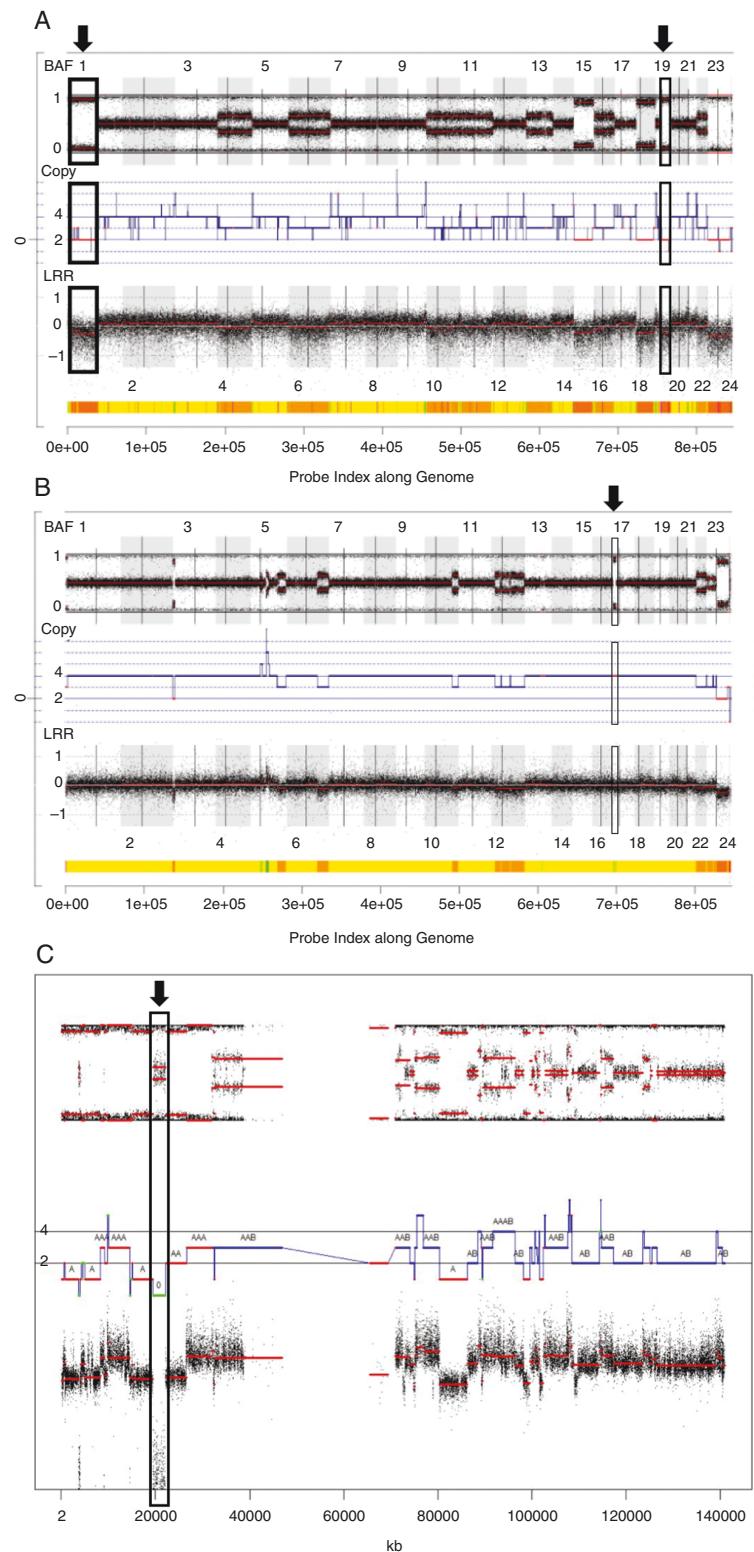 A
BAF 1 3 5 7 9 11 13 15 17 19 21 23
1
0
Copy
4
2
0
LRR
1
0
−1
2 4 6 8 10 12 14 16 18 20 22 24
0e+00 1e+05 2e+05 3e+05 4e+05 5e+05 6e+05 7e+05 8e+05
Probe Index along Genome
B
BAF 1 3 5 7 9 11 13 15 17 19 21 23
1
0
Copy
4
2
0
LRR
1
0
−1
2 4 6 8 10 12 14 16 18 20 22 24
0e+00 1e+05 2e+05 3e+05 4e+05 5e+05 6e+05 7e+05 8e+05
Probe Index along Genome
C
AAAB
4
AAA AAA AAA AAB AAB AAB AAB AAB AAB
2
A A A 0 AA A AB AB AB AB AB AB
2 20000 40000 60000 80000 100000 120000 140000
kb